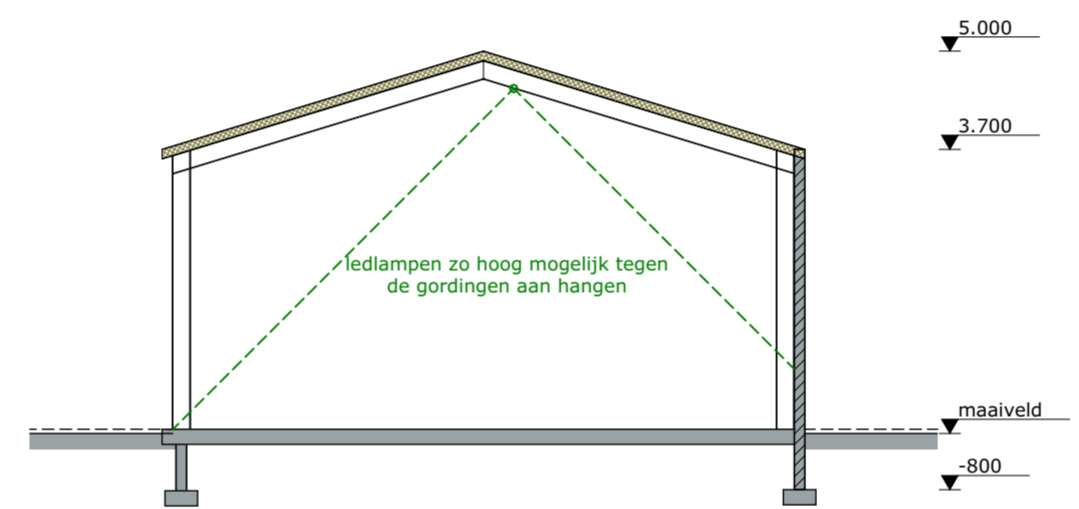 5.000
3.700
ledlampen zo hoog mogelijk tegen
de gordingen aan hangen
maaiveld
-800